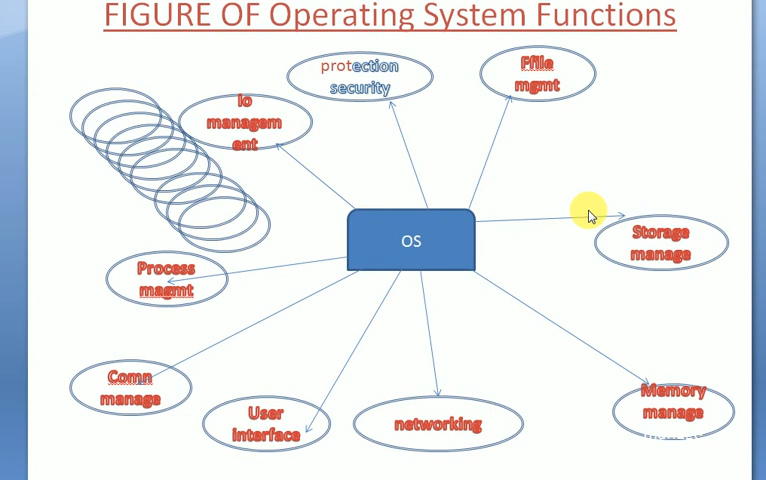 FIGURE OF Operating System Functions
protection
security
Ffile
mgmt
Io
managem
ent
OS
Storage
manage
Process
magmt
Comn
manage
User
interface
networking
Memory
manage